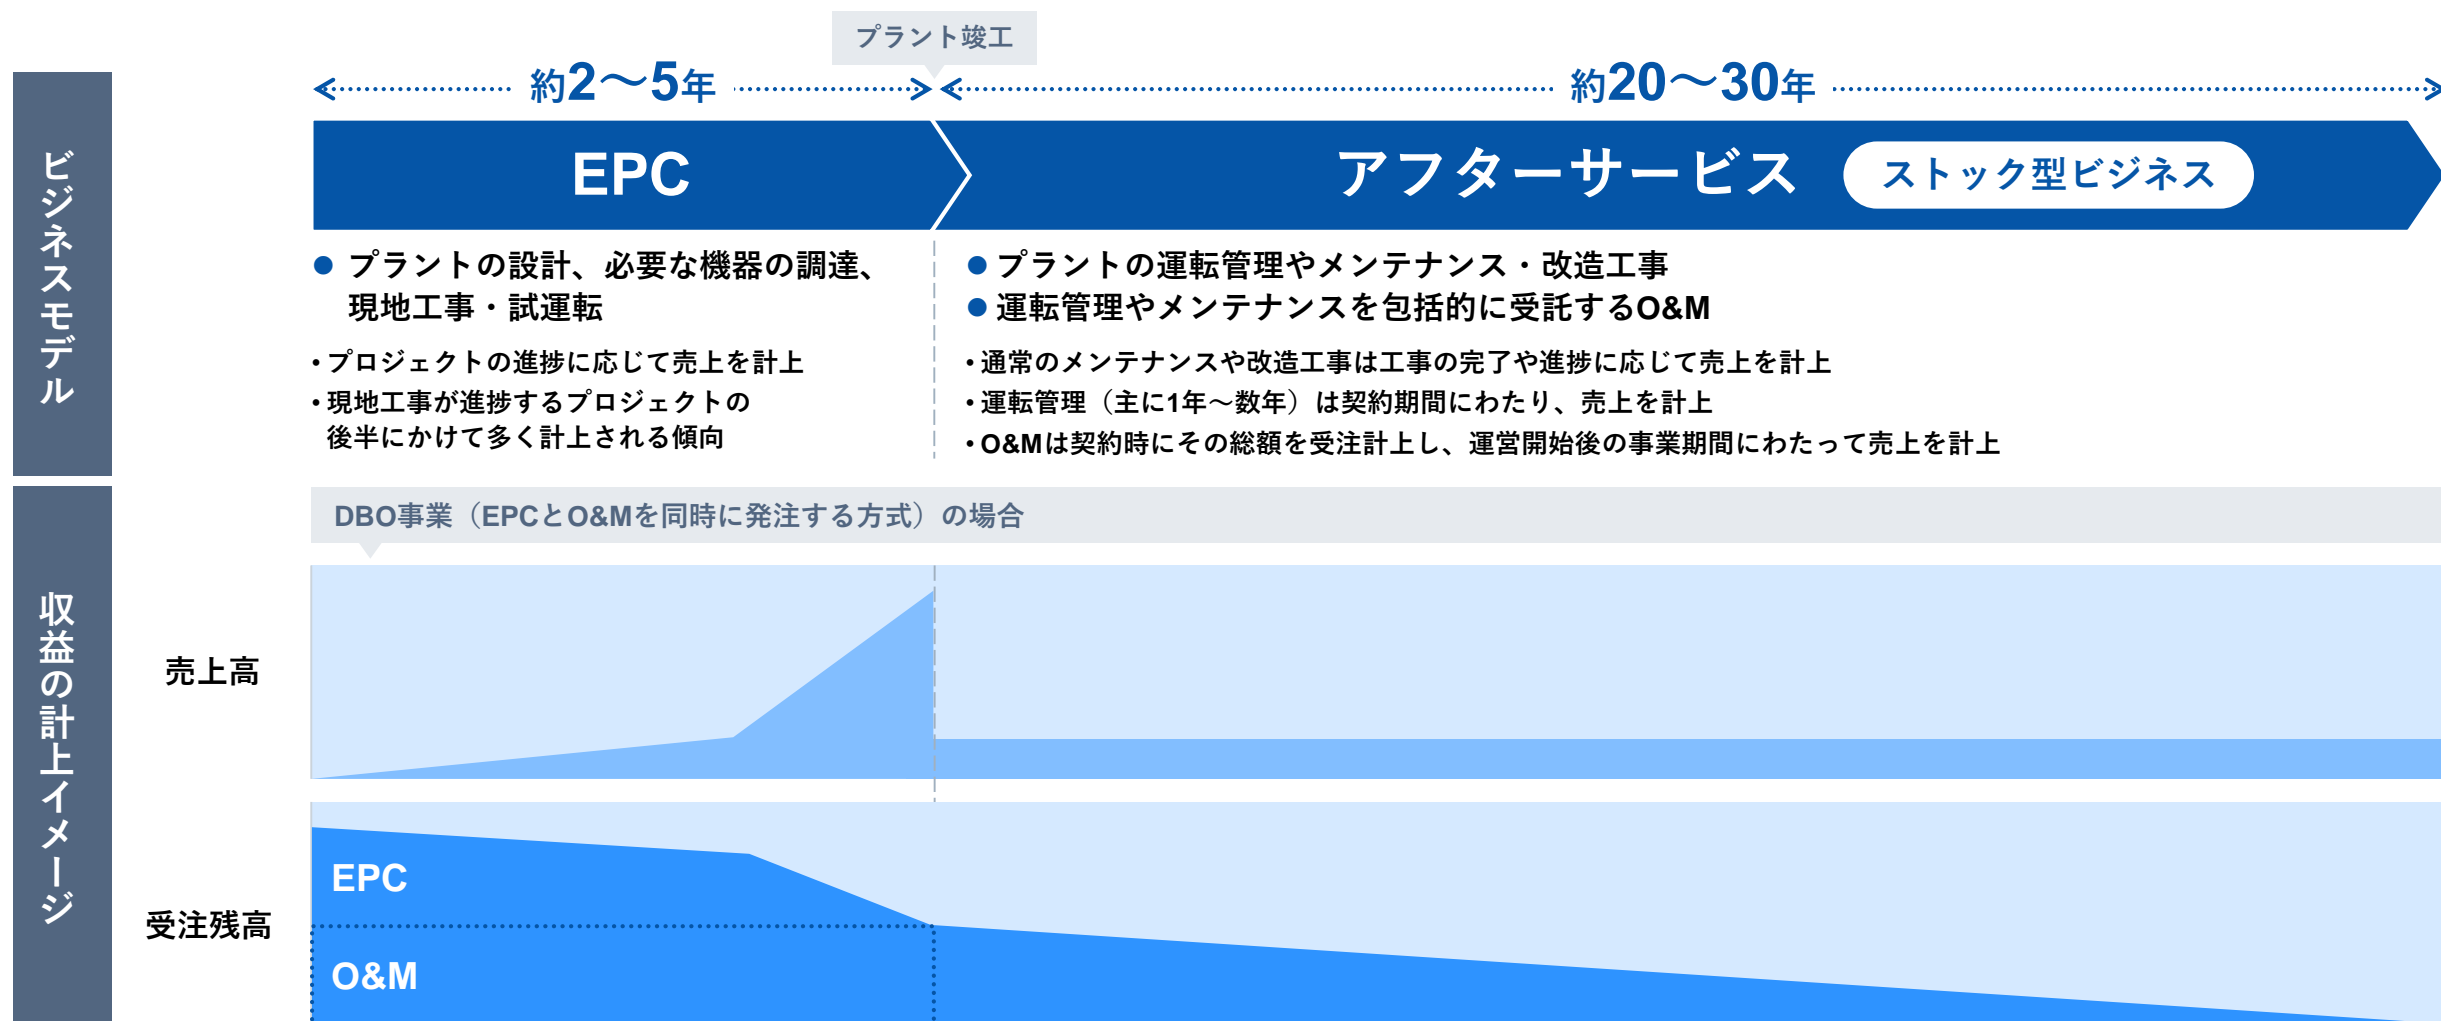 プラント竣工
約2〜5年
約20〜30年
ビジネスモデル
EPC
アフターサービス
ストック型ビジネス
プラントの設計、必要な機器の調達、
現地工事・試運転
・プロジェクトの進捗に応じて売上を計上
・現地工事が進捗するプロジェクトの
後半にかけて多く計上される傾向
プラントの運転管理やメンテナンス・改造工事
運転管理やメンテナンスを包括的に受託するO&M
・通常のメンテナンスや改造工事は工事の完了や進捗に応じて売上を計上
・運転管理（主に1年〜数年）は契約期間にわたり、売上を計上
・O&Mは契約時にその総額を受注計上し、運営開始後の事業期間にわたって売上を計上
収益の計上イメージ
DBO事業（EPCとO&Mを同時に発注する方式）の場合
売上高
受注残高
EPC
O&M